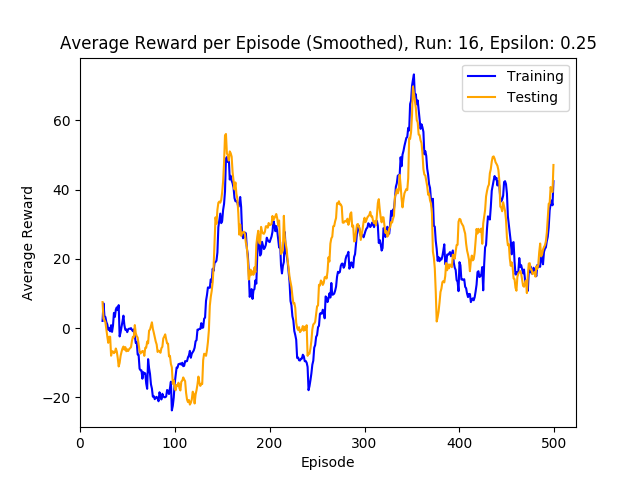 Average Reward per Episode (Smoothed), Run: 16, Epsilon: 0.25
Training
Testing
Average Reward
60
40
20
0
−20
0 100 200 300 400 500
Episode